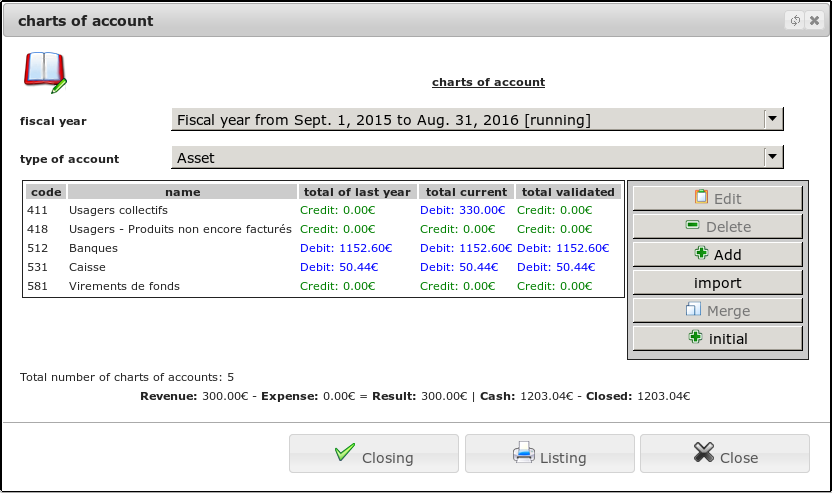 charts of account
charts of account
fiscal year Fiscal year from Sept. 1, 2015 to Aug. 31, 2016 [running]
type of account Asset
code name total of last year total current total validated
411 Usagers collectifs Credit: 0.00€ Debit: 330.00€ Credit: 0.00€
418 Usagers - Produits non encore facturés Credit: 0.00€ Credit: 0.00€ Credit: 0.00€
512 Banques Debit: 1152.60€ Debit: 1152.60€ Debit: 1152.60€
531 Caisse Debit: 50.44€ Debit: 50.44€ Debit: 50.44€
581 Virements de fonds Credit: 0.00€ Credit: 0.00€ Credit: 0.00€
Edit
Delete
Add
import
Merge
initial
Total number of charts of accounts: 5
Revenue: 300.00€ - Expense: 0.00€ = Result: 300.00€ | Cash: 1203.04€ - Closed: 1203.04€
Closing Listing Close